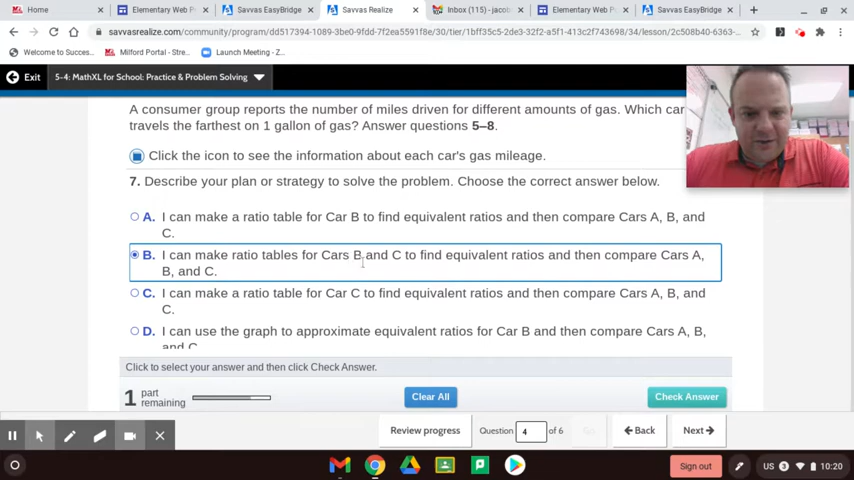 Home
Elementary Web P
Savvas EasyBridge
Savvas Realize
Inbox (115) - jacob
Elementary Web P
Savvas EasyBridge
savvasrealize.com/community/program/dd517394-1089-3be0-9fdd-7f2ea5591f8e/30/tier/1bff35c5-2de3-32f2-a5f1-413c2f743697/34/lesson/2c508b40-6363-
Welcome to Succes...
Milford Portal - Stre...
Launch Meeting - Z...
Exit
5-4: MathXL for School: Practice & Problem Solving
A consumer group reports the number of miles driven for different amounts of gas. Which car
travels the farthest on 1 gallon of gas? Answer questions 5–8.
Click the icon to see the information about each car's gas mileage.
7. Describe your plan or strategy to solve the problem. Choose the correct answer below.
A. I can make a ratio table for Car B to find equivalent ratios and then compare Cars A, B, and
C.
B. I can make ratio tables for Cars B and C to find equivalent ratios and then compare Cars A,
B, and C.
C. I can make a ratio table for Car C to find equivalent ratios and then compare Cars A, B, and
C.
D. I can use the graph to approximate equivalent ratios for Car B and then compare Cars A, B,
and C
Click to select your answer and then click Check Answer.
1 part
remaining
Clear All
Check Answer
Review progress
Question 4 of 6
Back
Next
Sign out
US
3
10:20